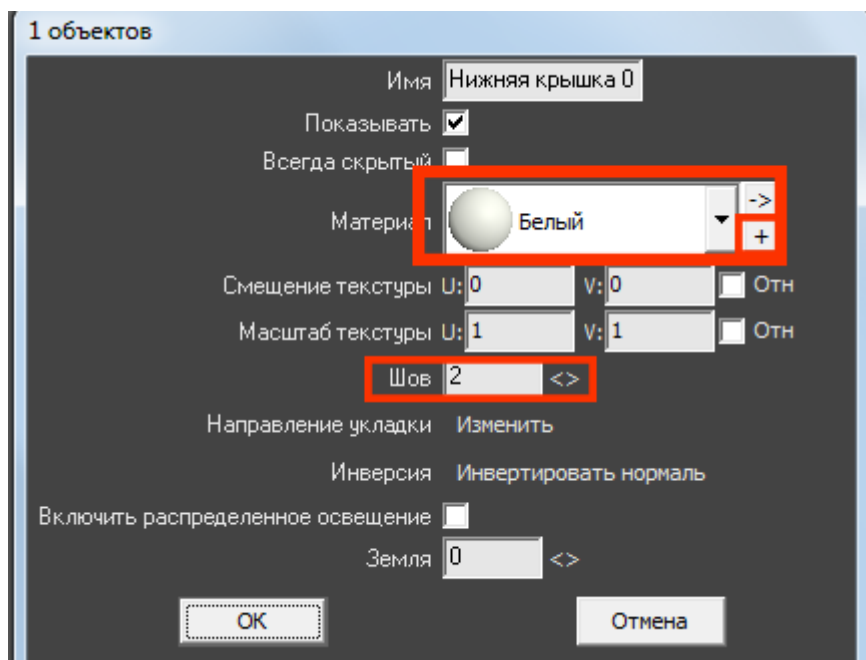 1 объектов
Имя Нижняя крышка 0
Показывать
Всегда скрытый
->
Материал Белый
+
Смещение текстуры U: 0 V: 0 Отн
Масштаб текстуры U: 1 V: 1 Отн
Шов 2 <>
Направление укладки Изменить
Инверсия Инвертировать нормаль
Включить распределенное освещение
Земля 0 <>
OK Отмена